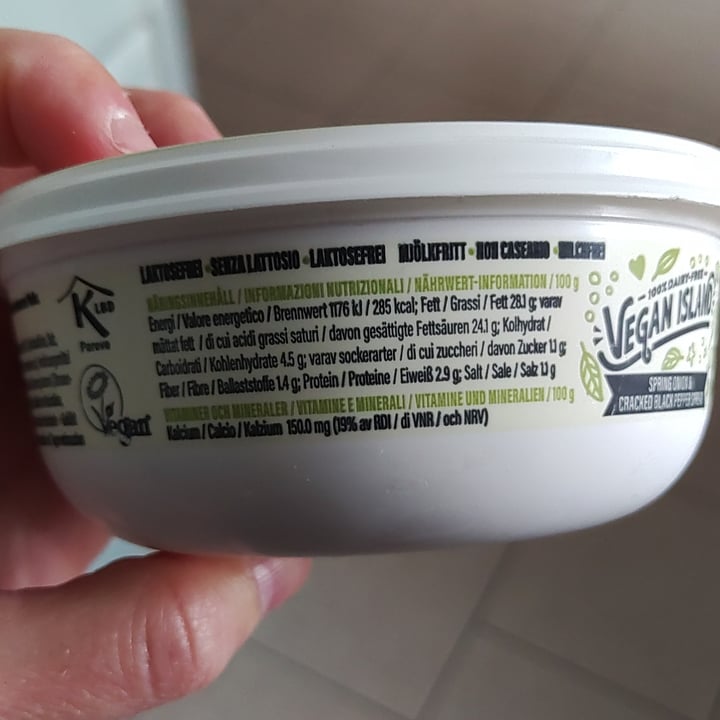 LAKTOSEFREI • SENZA LATTOSIO • LAKTOSEFREI MJÖLKFRITT • NON CASEARIO • MILCHFREI
NÄRINGSINNEHÅLL / INFORMAZIONI NUTRIZIONALI / NÄHRWERT-INFORMATION / 100 g
Energi / Valore energetico / Brennwert 1176 kJ / 285 kcal; Fett / Grassi / Fett 28.1 g; varav
mättat fett / di cui acidi grassi saturi / davon gesättigte Fettsäuren 24.1 g; Kolhydrat /
Carboidrati / Kohlenhydrate 4.5 g; varav sockerarter / di cui zuccheri / davon Zucker 1.1 g;
Fiber / Fibre / Ballaststoffe 1.4 g; Protein / Proteine / Eiweiß 2.9 g; Salt / Sale / Salz 1.1 g
VITAMINER OCH MINERALER / VITAMINE E MINERALI / VITAMINE UND MINERALIEN / 100 g
Kalcium / Calcio / Kalzium 150.0 mg (19% av RDI / di VNR / och NRV)
K LBD
Parove
Vegan
100% DAIRY-FREE
VEGAN ISLAND
SPRING ONION &
CRACKED BLACK PEPPER